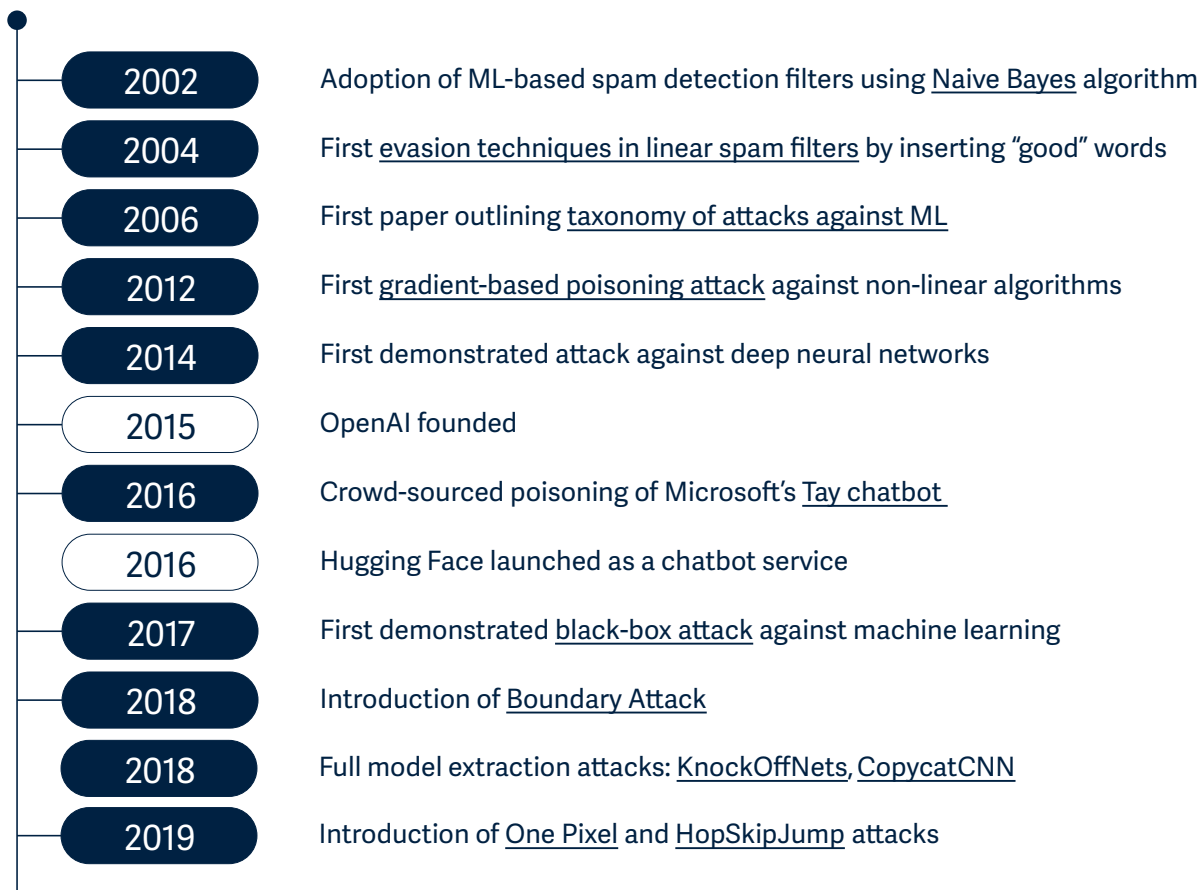 2002 Adoption of ML-based spam detection filters using Naive Bayes algorithm
2004 First evasion techniques in linear spam filters by inserting “good” words
2006 First paper outlining taxonomy of attacks against ML
2012 First gradient-based poisoning attack against non-linear algorithms
2014 First demonstrated attack against deep neural networks
2015 OpenAI founded
2016 Crowd-sourced poisoning of Microsoft’s Tay chatbot
2016 Hugging Face launched as a chatbot service
2017 First demonstrated black-box attack against machine learning
2018 Introduction of Boundary Attack
2018 Full model extraction attacks: KnockOffNets, CopycatCNN
2019 Introduction of One Pixel and HopSkipJump attacks